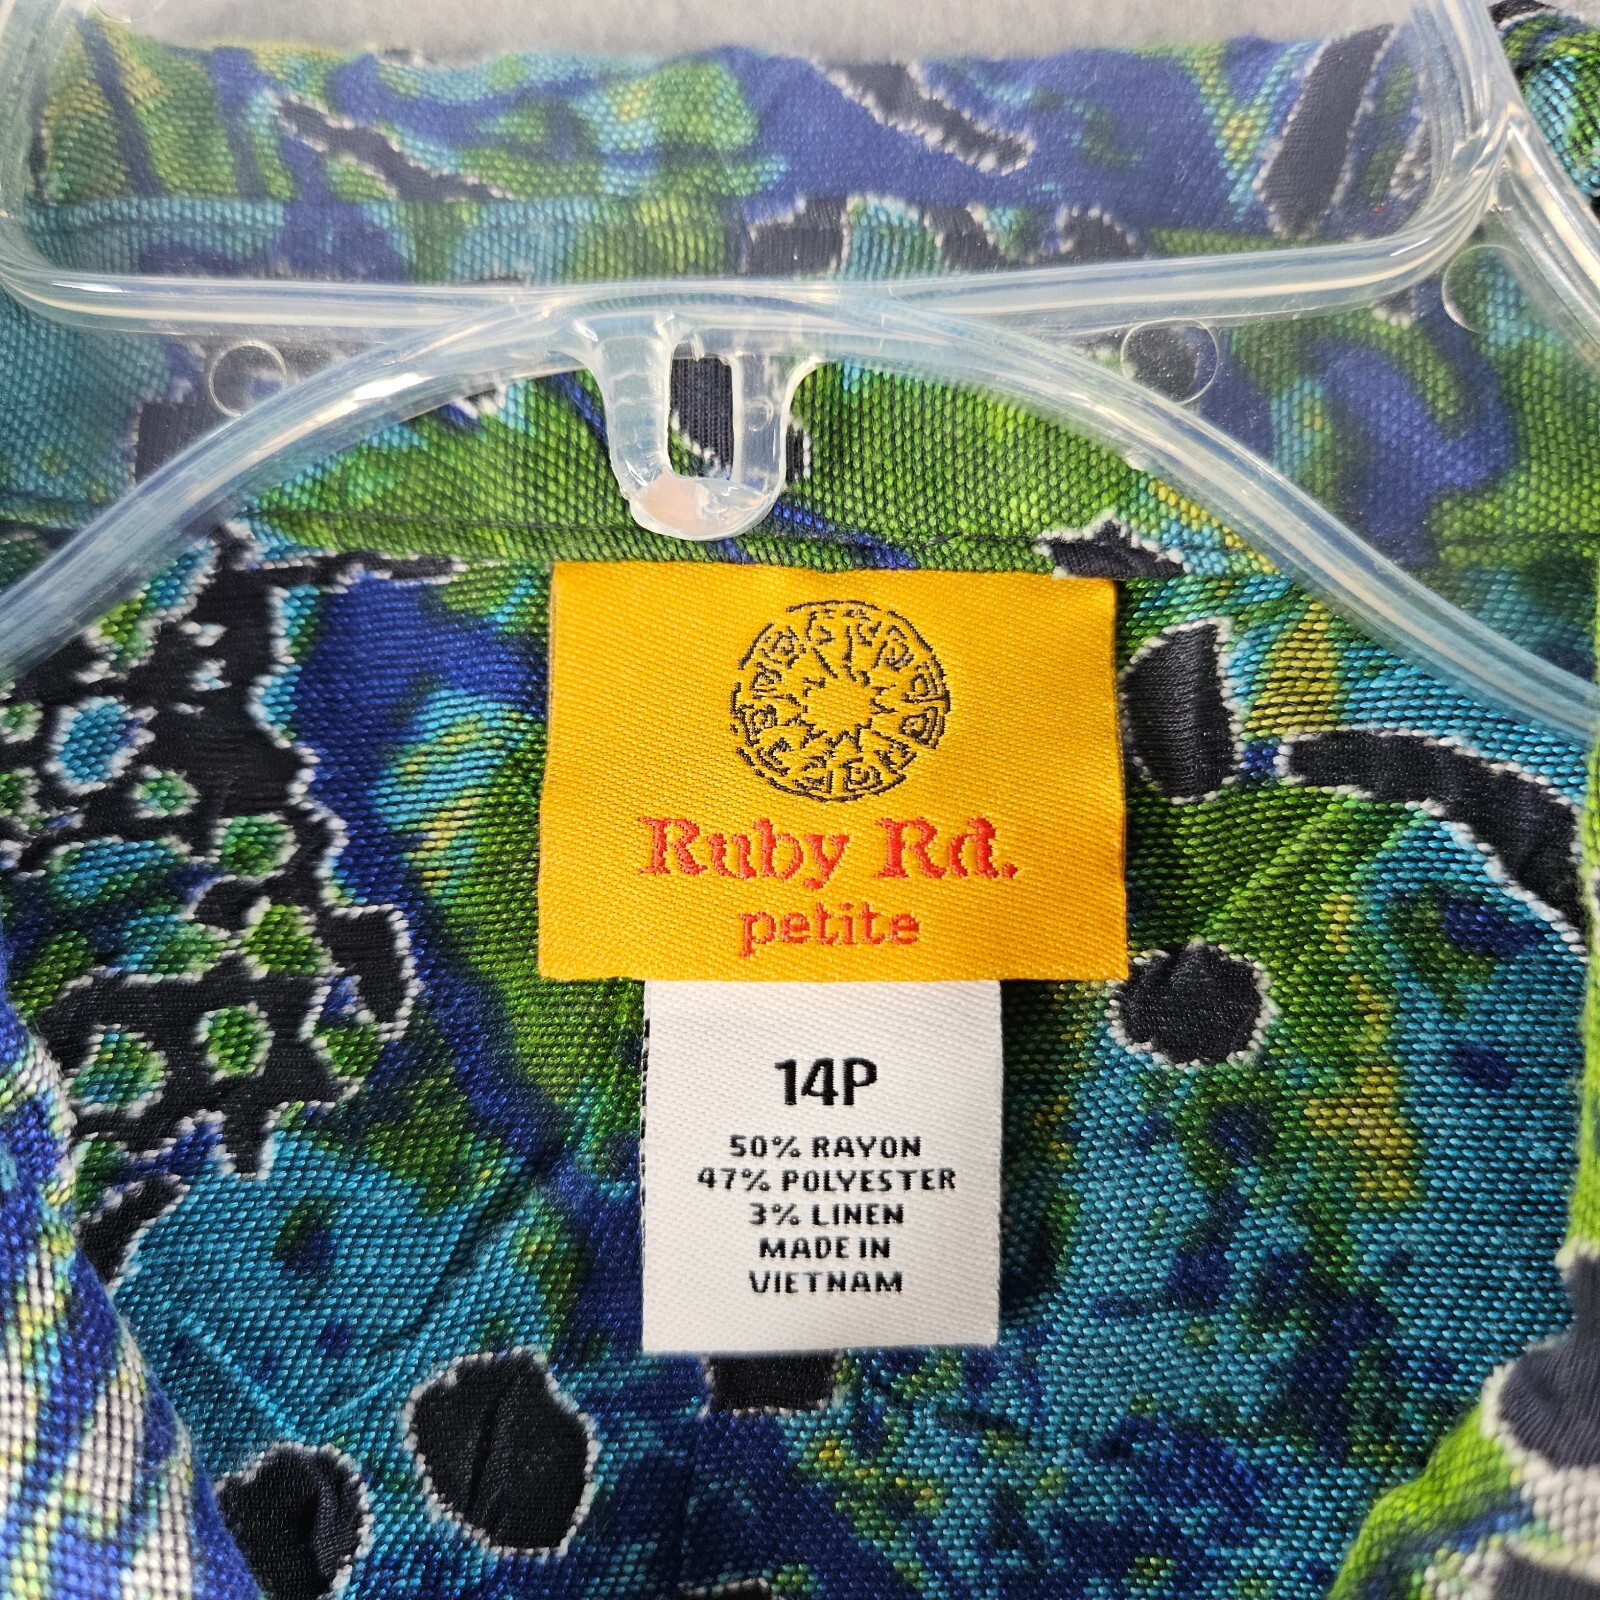 Ruby Rd.
petite
14P
50% RAYON
47% POLYESTER
3% LINEN
MADE IN
VIETNAM